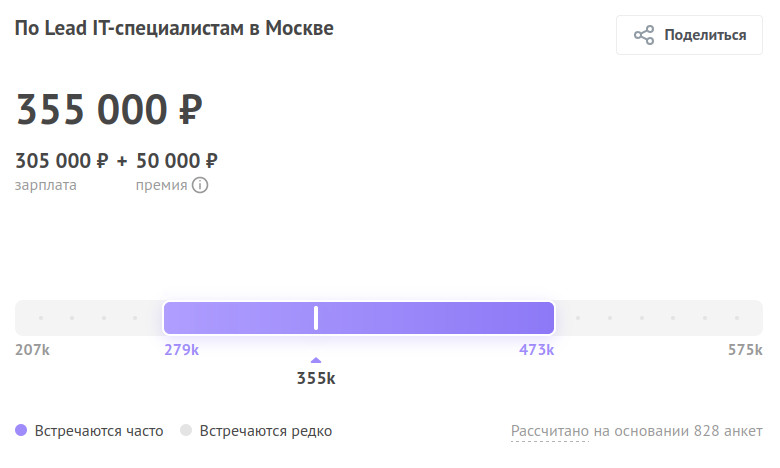 По Lead IT-специалистам в Москве
Поделиться
355 000 ₽
305 000 ₽ + 50 000 ₽
зарплата премия
207k 279k 473k 575k
355k
Встречаются часто Встречаются редко Рассчитано на основании 828 анкет